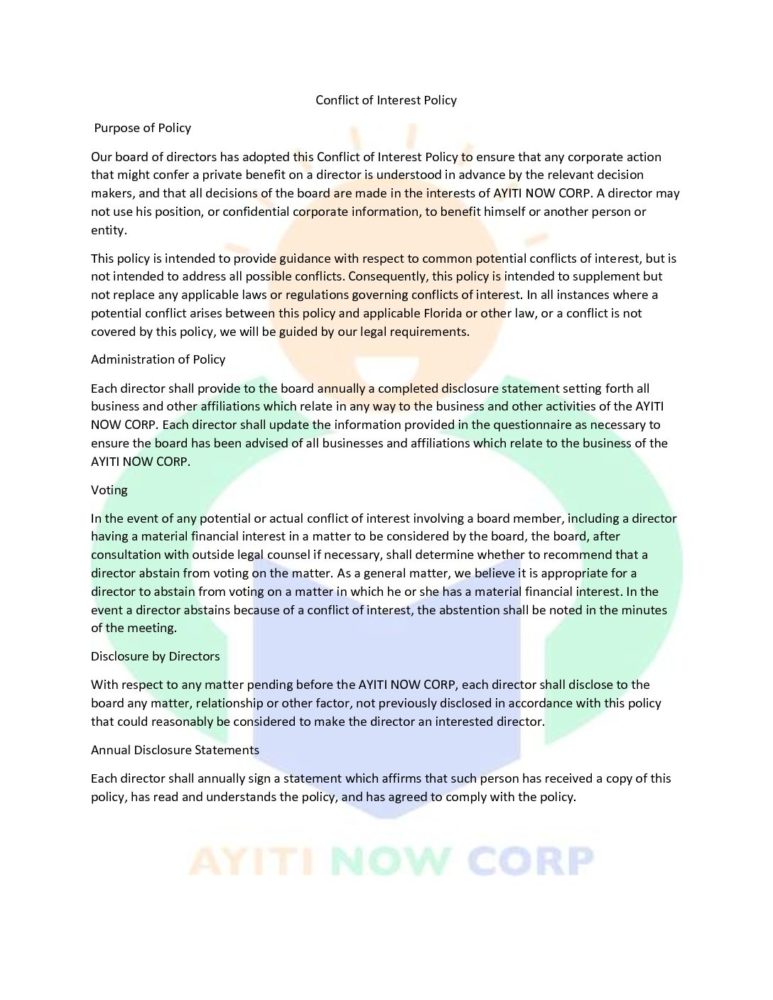 Conflict of Interest Policy
Purpose of Policy
Our board of directors has adopted this Conflict of Interest Policy to ensure that any corporate action
that might confer a private benefit on a director is understood in advance by the relevant decision
makers, and that all decisions of the board are made in the interests of AYITI NOW CORP. A director may
not use his position, or confidential corporate information, to benefit himself or another person or
entity.
This policy is intended to provide guidance with respect to common potential conflicts of interest, but is
not intended to address all possible conflicts. Consequently, this policy is intended to supplement but
not replace any applicable laws or regulations governing conflicts of interest. In all instances where a
potential conflict arises between this policy and applicable Florida or other law, or a conflict is not
covered by this policy, we will be guided by our legal requirements.
Administration of Policy
Each director shall provide to the board annually a completed disclosure statement setting forth all
business and other affiliations which relate in any way to the business and other activities of the AYITI
NOW CORP. Each director shall update the information provided in the questionnaire as necessary to
ensure the board has been advised of all businesses and affiliations which relate to the business of the
AYITI NOW CORP.
Voting
In the event of any potential or actual conflict of interest involving a board member, including a director
having a material financial interest in a matter to be considered by the board, the board, after
consultation with outside legal counsel if necessary, shall determine whether to recommend that a
director abstain from voting on the matter. As a general matter, we believe it is appropriate for a
director to abstain from voting on a matter in which he or she has a material financial interest. In the
event a director abstains because of a conflict of interest, the abstention shall be noted in the minutes
of the meeting.
Disclosure by Directors
With respect to any matter pending before the AYITI NOW CORP, each director shall disclose to the
board any matter, relationship or other factor, not previously disclosed in accordance with this policy
that could reasonably be considered to make the director an interested director.
Annual Disclosure Statements
Each director shall annually sign a statement which affirms that such person has received a copy of this
policy, has read and understands the policy, and has agreed to comply with the policy.
AYITI NOW CORP